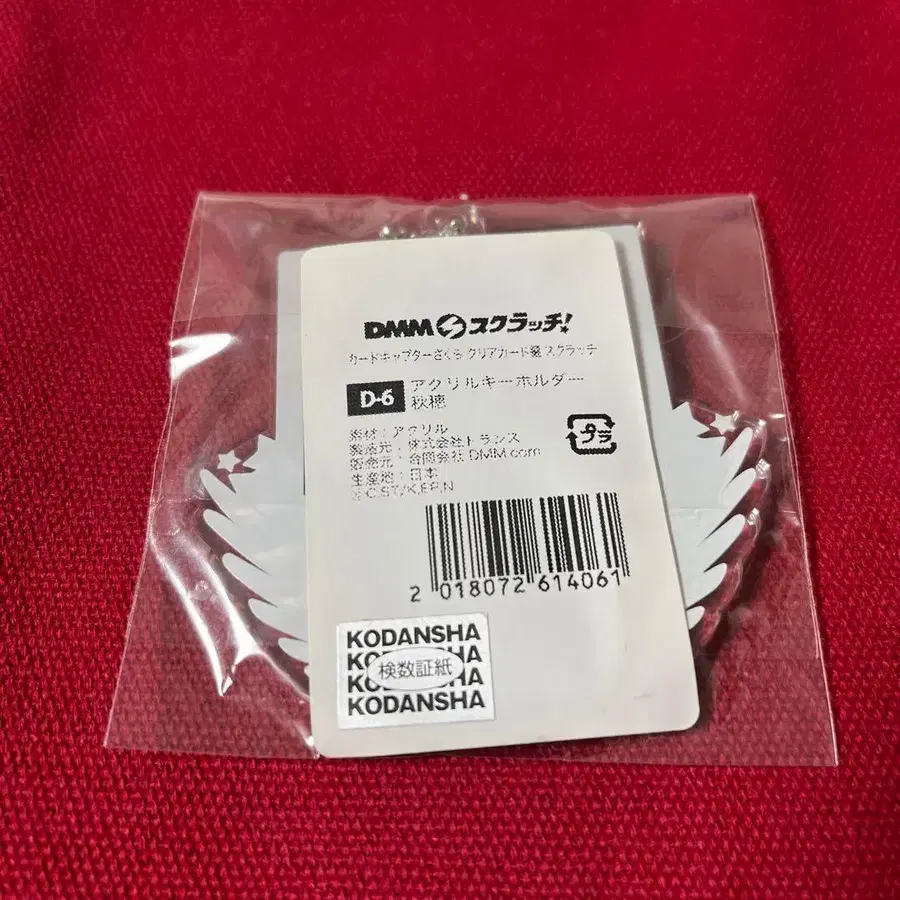 DMM スクラッチ!
カードキャプターさくら クリアカード編 スクラッチ
D-6 アクリルキーホルダー
秋穂
素材：アクリル
製造元：株式会社トランス
販売元：合同会社DMM.com
生産地：日本
©C,ST/K,EP,N
プラ
2 018072 614061
KODANSHA
KODANSHA
検数証紙
KODANSHA
KODANSHA